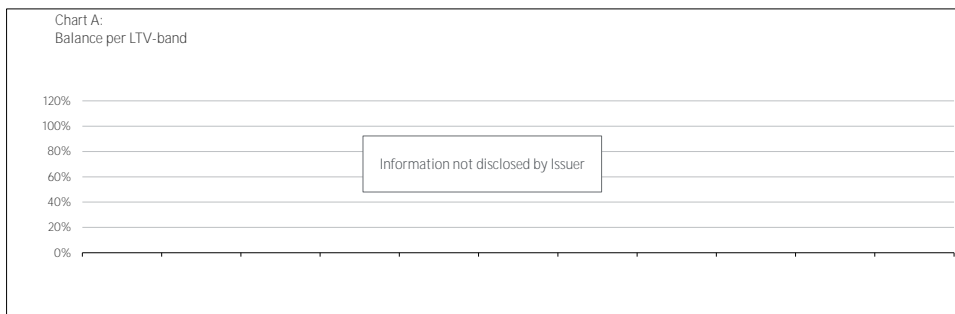 Chart A:
Balance per LTV-band
120%
100%
80%
Information not disclosed by Issuer
60%
40%
20%
0%